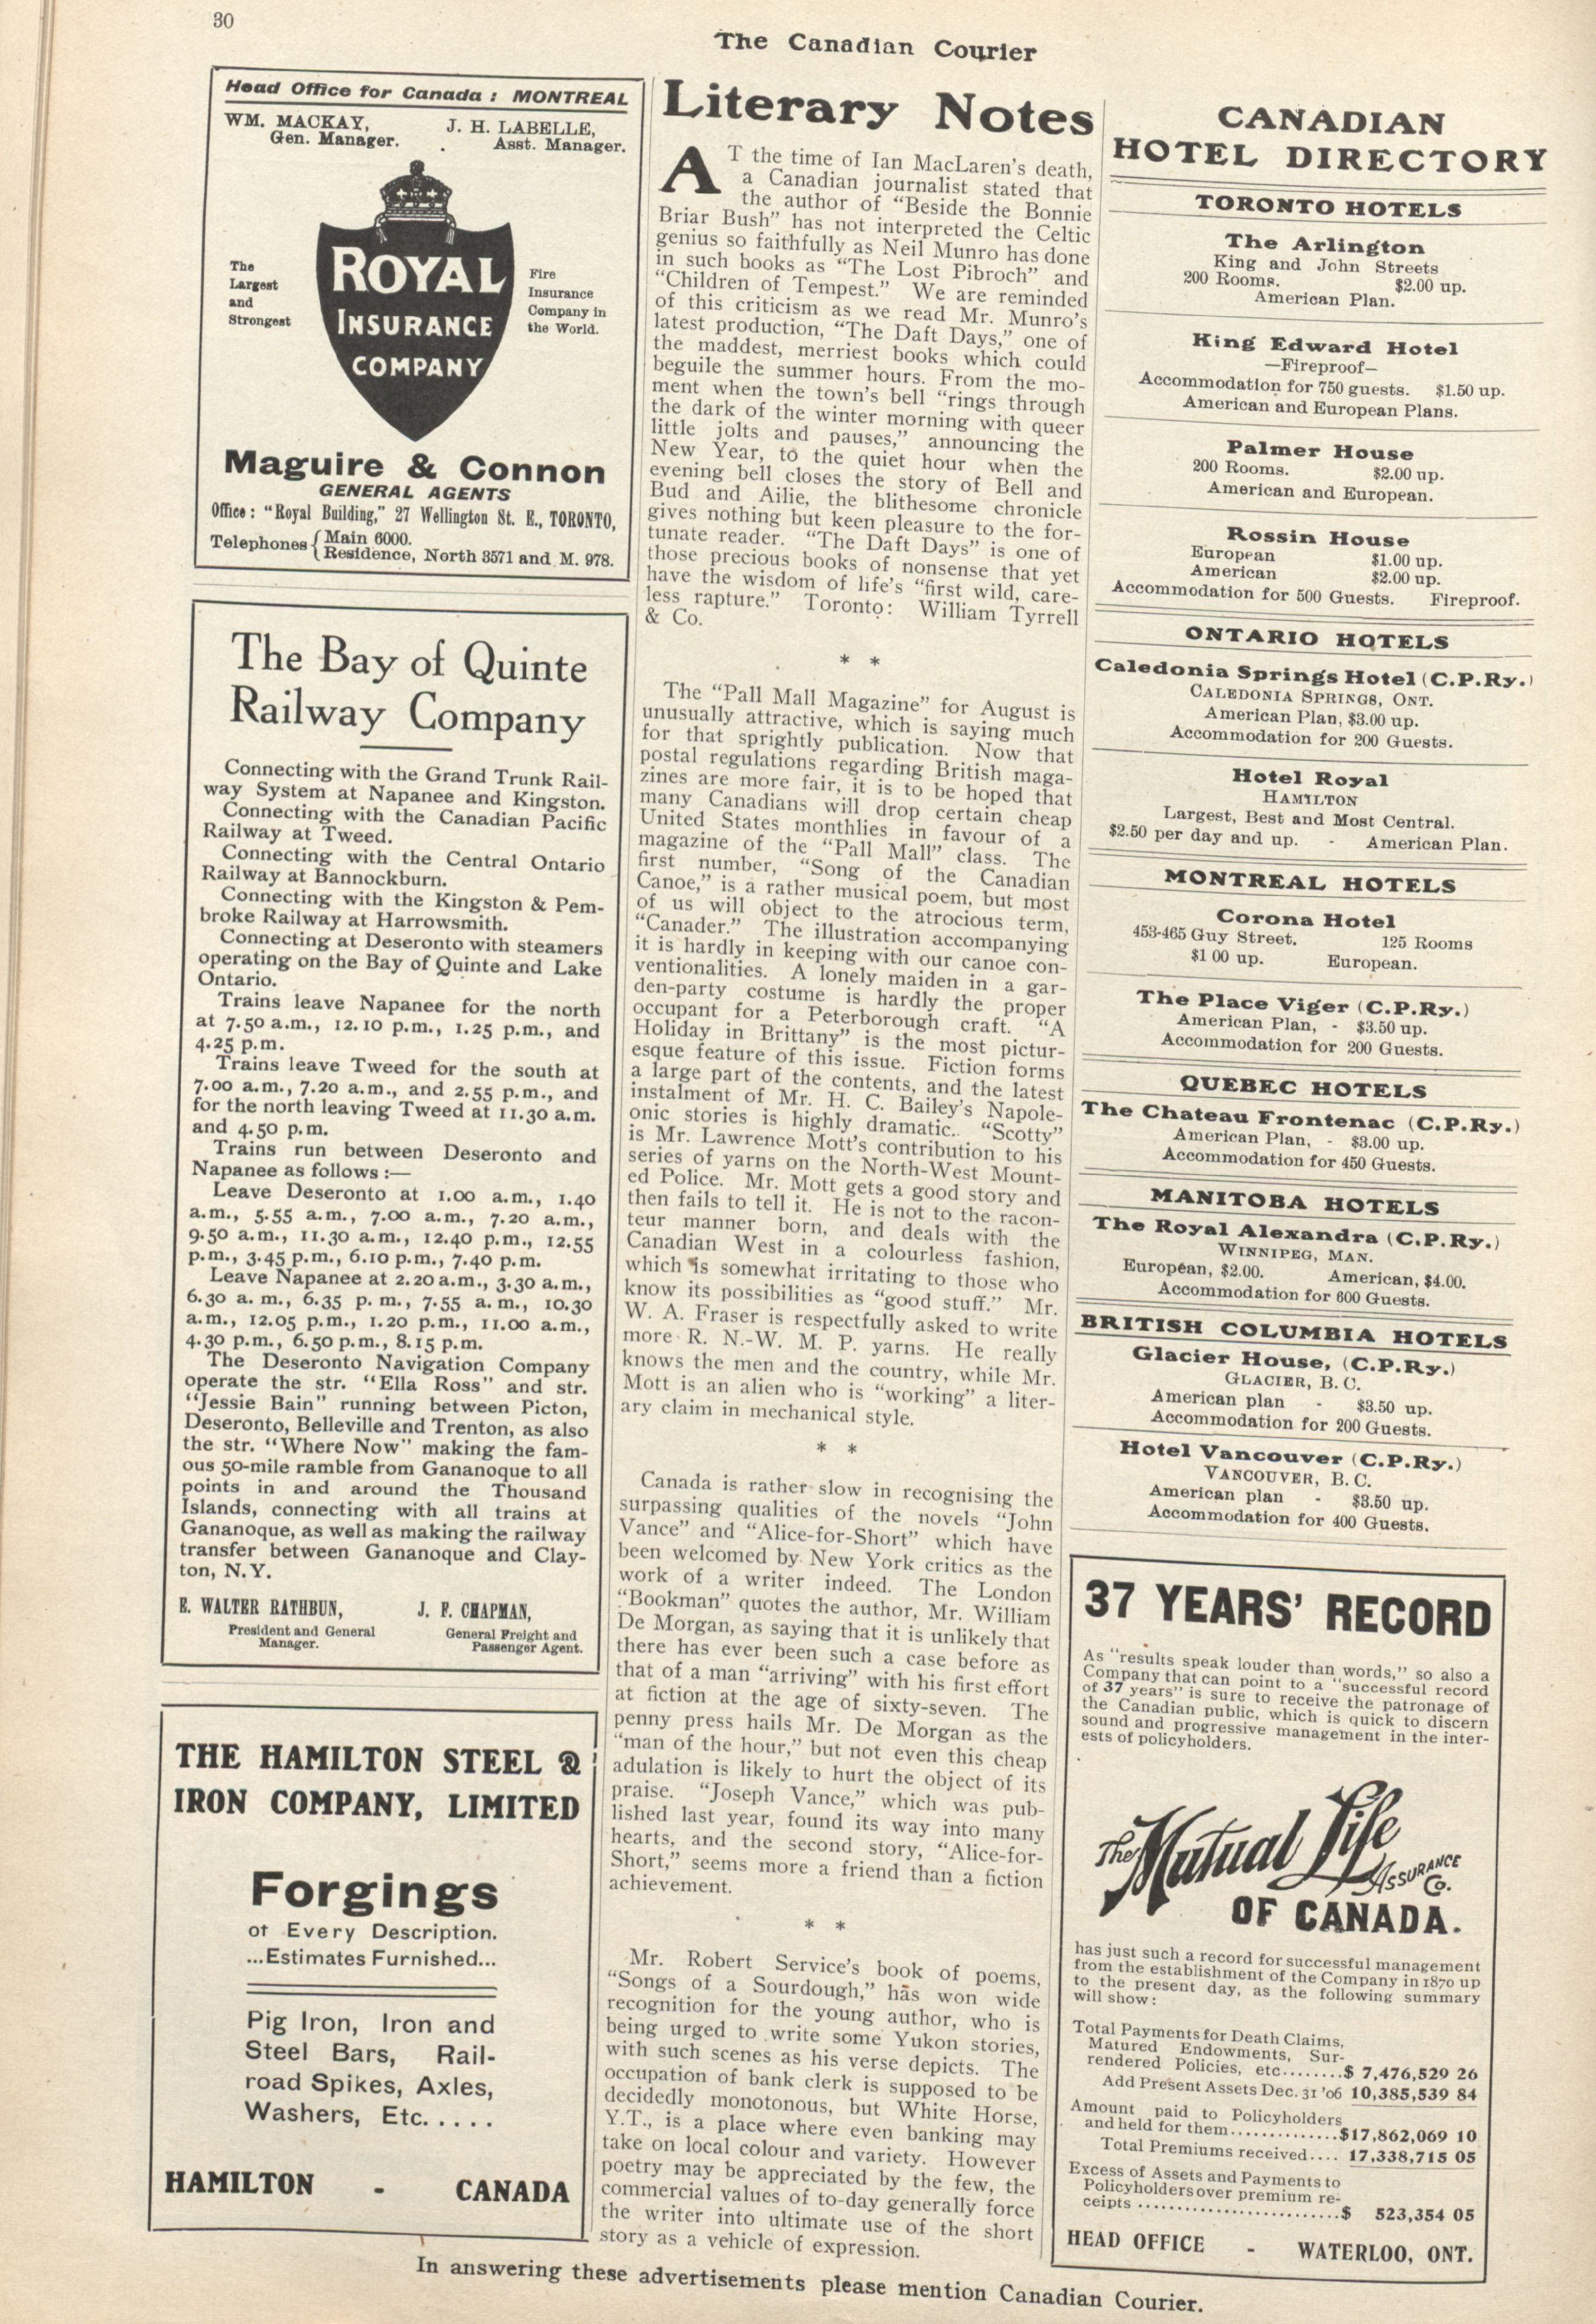 30
The Canadian Courier
Head Office for Canada : MONTREAL
WM. MACKAY,
Gen. Manager.
J. H. LABELLE,
Asst. Manager.
The
Largest
and
Strongest
ROYAL
INSURANCE
COMPANY
Fire
Insurance
Company in
the World.
Maguire & Connon
GENERAL AGENTS
Office : "Royal Building," 27 Wellington St. E., TORONTO,
Telephones { Main 6000.
Residence, North 3571 and M. 978.
The Bay of Quinte
Railway Company
Connecting with the Grand Trunk Rail-
way System at Napanee and Kingston.
Connecting with the Canadian Pacific
Railway at Tweed.
Connecting with the Central Ontario
Railway at Bannockburn.
Connecting with the Kingston & Pem-
broke Railway at Harrowsmith.
Connecting at Deseronto with steamers
operating on the Bay of Quinte and Lake
Ontario.
Trains leave Napanee for the north
at 7.50 a.m., 12.10 p.m., 1.25 p.m., and
4.25 p.m.
Trains leave Tweed for the south at
7.00 a.m., 7.20 a.m., and 2.55 p.m., and
for the north leaving Tweed at 11.30 a.m.
and 4.50 p.m.
Trains run between Deseronto and
Napanee as follows :—
Leave Deseronto at 1.00 a.m., 1.40
a.m., 5.55 a.m., 7.00 a.m., 7.20 a.m.,
9.50 a.m., 11.30 a.m., 12.40 p.m., 12.55
p.m., 3.45 p.m., 6.10 p.m., 7.40 p.m.
Leave Napanee at 2.20 a.m., 3.30 a.m.,
6.30 a. m., 6.35 p. m., 7.55 a. m., 10.30
a.m., 12.05 p.m., 1.20 p.m., 11.00 a.m.,
4.30 p.m., 6.50 p.m., 8.15 p.m.
The Deseronto Navigation Company
operate the str. "Ella Ross" and str.
"Jessie Bain" running between Picton,
Deseronto, Belleville and Trenton, as also
the str. "Where Now" making the fam-
ous 50-mile ramble from Gananoque to all
points in and around the Thousand
Islands, connecting with all trains at
Gananoque, as well as making the railway
transfer between Gananoque and Clay-
ton, N.Y.
E. WALTER RATHBUN,
President and General
Manager.
J. F. CHAPMAN,
General Freight and
Passenger Agent.
THE HAMILTON STEEL &
IRON COMPANY, LIMITED
Forgings
of Every Description.
...Estimates Furnished...
Pig Iron, Iron and
Steel Bars, Rail-
road Spikes, Axles,
Washers, Etc.....
HAMILTON - CANADA
Literary Notes
AT the time of Ian MacLaren's death,
a Canadian journalist stated that
the author of "Beside the Bonnie
Briar Bush" has not interpreted the Celtic
genius so faithfully as Neil Munro has done
in such books as "The Lost Pibroch" and
"Children of Tempest." We are reminded
of this criticism as we read Mr. Munro's
latest production, "The Daft Days," one of
the maddest, merriest books which could
beguile the summer hours. From the mo-
ment when the town's bell "rings through
the dark of the winter morning with queer
little jolts and pauses," announcing the
New Year, to the quiet hour when the
evening bell closes the story of Bell and
Bud and Ailie, the blithesome chronicle
gives nothing but keen pleasure to the for-
tunate reader. "The Daft Days" is one of
those precious books of nonsense that yet
have the wisdom of life's "first wild, care-
less rapture." Toronto: William Tyrrell
& Co.
* *
The "Pall Mall Magazine" for August is
unusually attractive, which is saying much
for that sprightly publication. Now that
postal regulations regarding British maga-
zines are more fair, it is to be hoped that
many Canadians will drop certain cheap
United States monthlies in favour of a
magazine of the "Pall Mall" class. The
first number, "Song of the Canadian
Canoe," is a rather musical poem, but most
of us will object to the atrocious term,
"Canader." The illustration accompanying
it is hardly in keeping with our canoe con-
ventionalities. A lonely maiden in a gar-
den-party costume is hardly the proper
occupant for a Peterborough craft. "A
Holiday in Brittany" is the most pictur-
esque feature of this issue. Fiction forms
a large part of the contents, and the latest
instalment of Mr. H. C. Bailey's Napole-
onic stories is highly dramatic. "Scotty"
is Mr. Lawrence Mott's contribution to his
series of yarns on the North-West Mount-
ed Police. Mr. Mott gets a good story and
then fails to tell it. He is not to the racon-
teur manner born, and deals with the
Canadian West in a colourless fashion,
which is somewhat irritating to those who
know its possibilities as "good stuff." Mr.
W. A. Fraser is respectfully asked to write
more R. N.-W. M. P. yarns. He really
knows the men and the country, while Mr.
Mott is an alien who is "working" a liter-
ary claim in mechanical style.
* *
Canada is rather slow in recognising the
surpassing qualities of the novels "John
Vance" and "Alice-for-Short" which have
been welcomed by New York critics as the
work of a writer indeed. The London
"Bookman" quotes the author, Mr. William
De Morgan, as saying that it is unlikely that
there has ever been such a case before as
that of a man "arriving" with his first effort
at fiction at the age of sixty-seven. The
penny press hails Mr. De Morgan as the
"man of the hour," but not even this cheap
adulation is likely to hurt the object of its
praise. "Joseph Vance," which was pub-
lished last year, found its way into many
hearts, and the second story, "Alice-for-
Short," seems more a friend than a fiction
achievement.
* *
Mr. Robert Service's book of poems,
"Songs of a Sourdough," has won wide
recognition for the young author, who is
being urged to write some Yukon stories,
with such scenes as his verse depicts. The
occupation of bank clerk is supposed to be
decidedly monotonous, but White Horse,
Y.T., is a place where even banking may
take on local colour and variety. However
poetry may be appreciated by the few, the
commercial values of to-day generally force
the writer into ultimate use of the short
story as a vehicle of expression.
CANADIAN
HOTEL DIRECTORY
TORONTO HOTELS
The Arlington
King and John Streets
200 Rooms. $2.00 up.
American Plan.
King Edward Hotel
—Fireproof—
Accommodation for 750 guests. $1.50 up.
American and European Plans.
Palmer House
200 Rooms. $2.00 up.
American and European.
Rossin House
European $1.00 up.
American $2.00 up.
Accommodation for 500 Guests. Fireproof.
ONTARIO HOTELS
Caledonia Springs Hotel (C.P.Ry.)
CALEDONIA SPRINGS, ONT.
American Plan, $3.00 up.
Accommodation for 200 Guests.
Hotel Royal
HAMILTON
Largest, Best and Most Central.
$2.50 per day and up. - American Plan.
MONTREAL HOTELS
Corona Hotel
453-465 Guy Street. 125 Rooms
$1 00 up. European.
The Place Viger (C.P.Ry.)
American Plan, - $3.50 up.
Accommodation for 200 Guests.
QUEBEC HOTELS
The Chateau Frontenac (C.P.Ry.)
American Plan, - $3.00 up.
Accommodation for 450 Guests.
MANITOBA HOTELS
The Royal Alexandra (C.P.Ry.)
WINNIPEG, MAN.
European, $2.00. American, $4.00.
Accommodation for 600 Guests.
BRITISH COLUMBIA HOTELS
Glacier House, (C.P.Ry.)
GLACIER, B. C.
American plan - $3.50 up.
Accommodation for 200 Guests.
Hotel Vancouver (C.P.Ry.)
VANCOUVER, B. C.
American plan - $3.50 up.
Accommodation for 400 Guests.
37 YEARS' RECORD
As "results speak louder than words," so also a
Company that can point to a "successful record
of 37 years" is sure to receive the patronage of
the Canadian public, which is quick to discern
sound and progressive management in the inter-
ests of policyholders.
The Mutual Life
ASSURANCE
Co.
OF CANADA.
has just such a record for successful management
from the establishment of the Company in 1870 up
to the present day, as the following summary
will show:
Total Payments for Death Claims,
Matured Endowments, Sur-
rendered Policies, etc........$ 7,476,529 26
Add Present Assets Dec. 31 '06 10,385,539 84
Amount paid to Policyholders
and held for them..............$17,862,069 10
Total Premiums received.... 17,338,715 05
Excess of Assets and Payments to
Policyholders over premium re-
ceipts ..........................$ 523,354 05
HEAD OFFICE - WATERLOO, ONT.
In answering these advertisements please mention Canadian Courier.